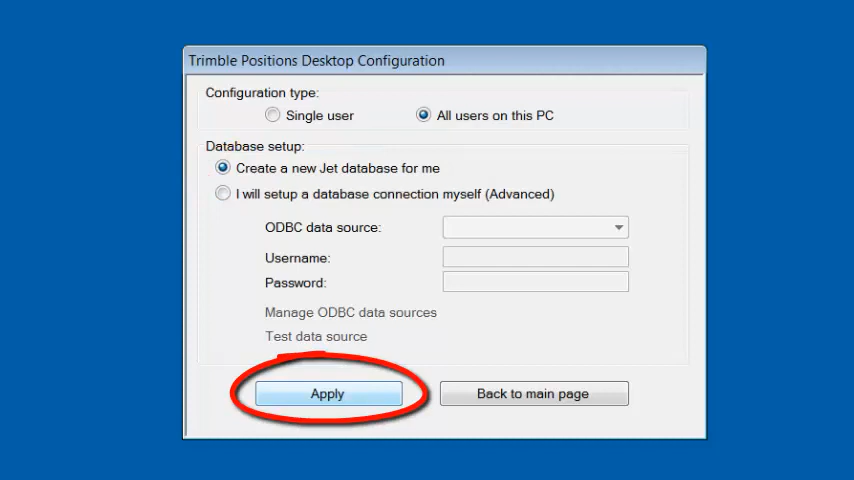 Trimble Positions Desktop Configuration
Configuration type:
Single user
All users on this PC
Database setup:
Create a new Jet database for me
I will setup a database connection myself (Advanced)
ODBC data source:
Username:
Password:
Manage ODBC data sources
Test data source
Apply
Back to main page